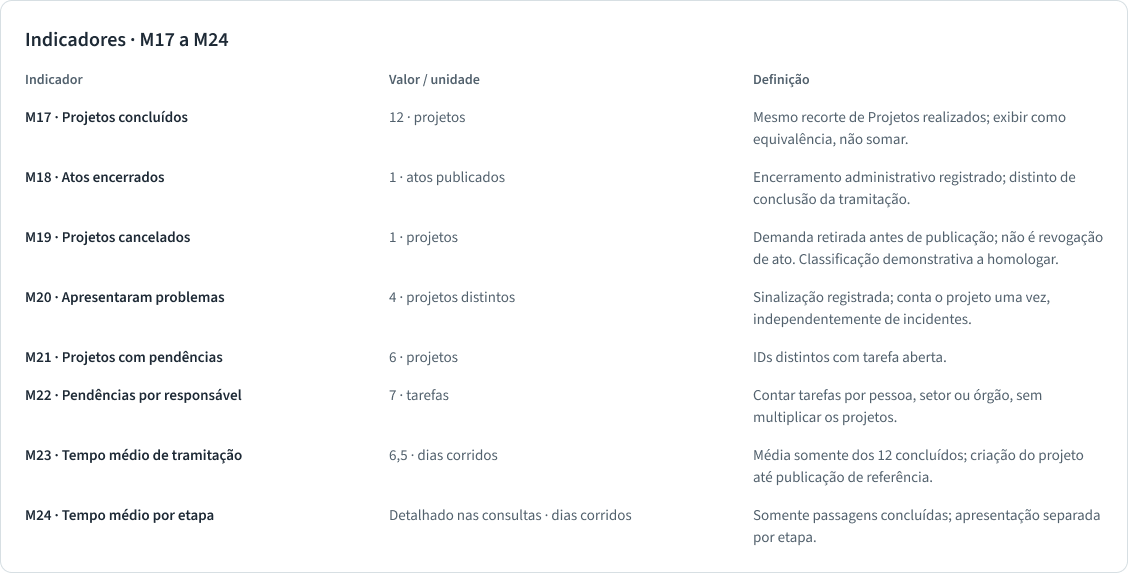 Indicadores · M17 a M24
Indicador Valor / unidade Definição
M17 · Projetos concluídos 12 · projetos Mesmo recorte de Projetos realizados; exibir como
equivalência, não somar.
M18 · Atos encerrados 1 · atos publicados Encerramento administrativo registrado; distinto de
conclusão da tramitação.
M19 · Projetos cancelados 1 · projetos Demanda retirada antes de publicação; não é revogação
de ato. Classificação demonstrativa a homologar.
M20 · Apresentaram problemas 4 · projetos distintos Sinalização registrada; conta o projeto uma vez,
independentemente de incidentes.
M21 · Projetos com pendências 6 · projetos IDs distintos com tarefa aberta.
M22 · Pendências por responsável 7 · tarefas Contar tarefas por pessoa, setor ou órgão, sem
multiplicar os projetos.
M23 · Tempo médio de tramitação 6,5 · dias corridos Média somente dos 12 concluídos; criação do projeto
até publicação de referência.
M24 · Tempo médio por etapa Detalhado nas consultas · dias corridos Somente passagens concluídas; apresentação separada
por etapa.